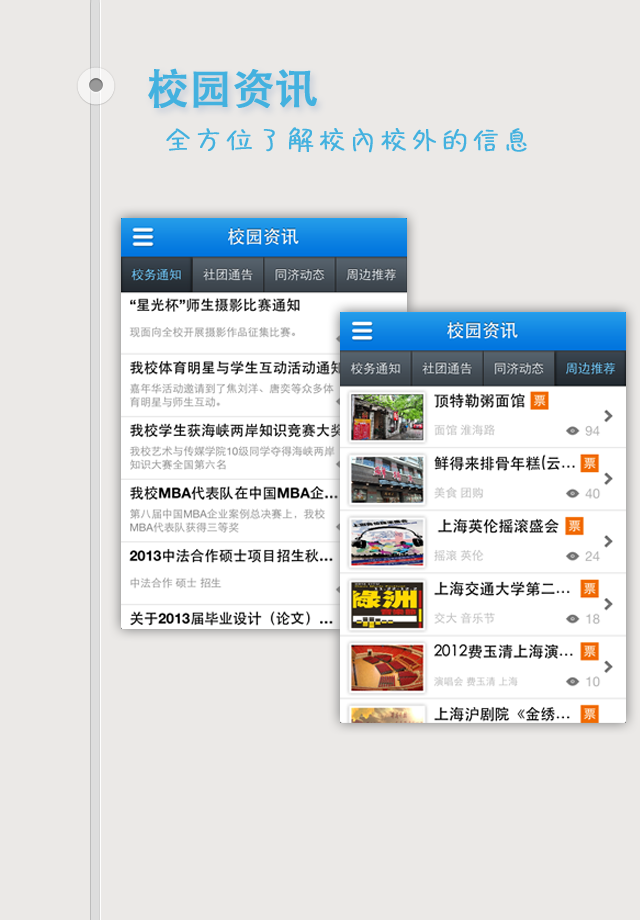 校园资讯
全方位了解校内校外的信息
校园资讯
校务通知 社团通告 同济动态 周边推荐
“星光杯”师生摄影比赛通知
现面向全校开展摄影作品征集比赛。
我校体育明星与学生互动活动通知
嘉年华活动邀请到了焦刘洋、唐奕等众多体
育明星与师生互动。
我校学生获海峡两岸知识竞赛大奖
我校艺术与传媒学院10级同学夺得海峡两岸
知识大赛全国第六名
我校MBA代表队在中国MBA企...
第八届中国MBA企业案例总决赛上，我校
MBA代表队获得三等奖
2013中法合作硕士项目招生秋...
中法合作 硕士 招生
关于2013届毕业设计（论文）...
校园资讯
校务通知 社团通告 同济动态 周边推荐
顶特勒粥面馆 票
面馆 淮海路 94
鲜得来排骨年糕(云... 票
美食 团购 40
上海英伦摇滚盛会 票
摇滚 英伦 24
綠洲
上海交通大学第二... 票
交大 音乐节 18
2012费玉清上海演... 票
演唱会 费玉清 上海 10
上海沪剧院《金绣... 票